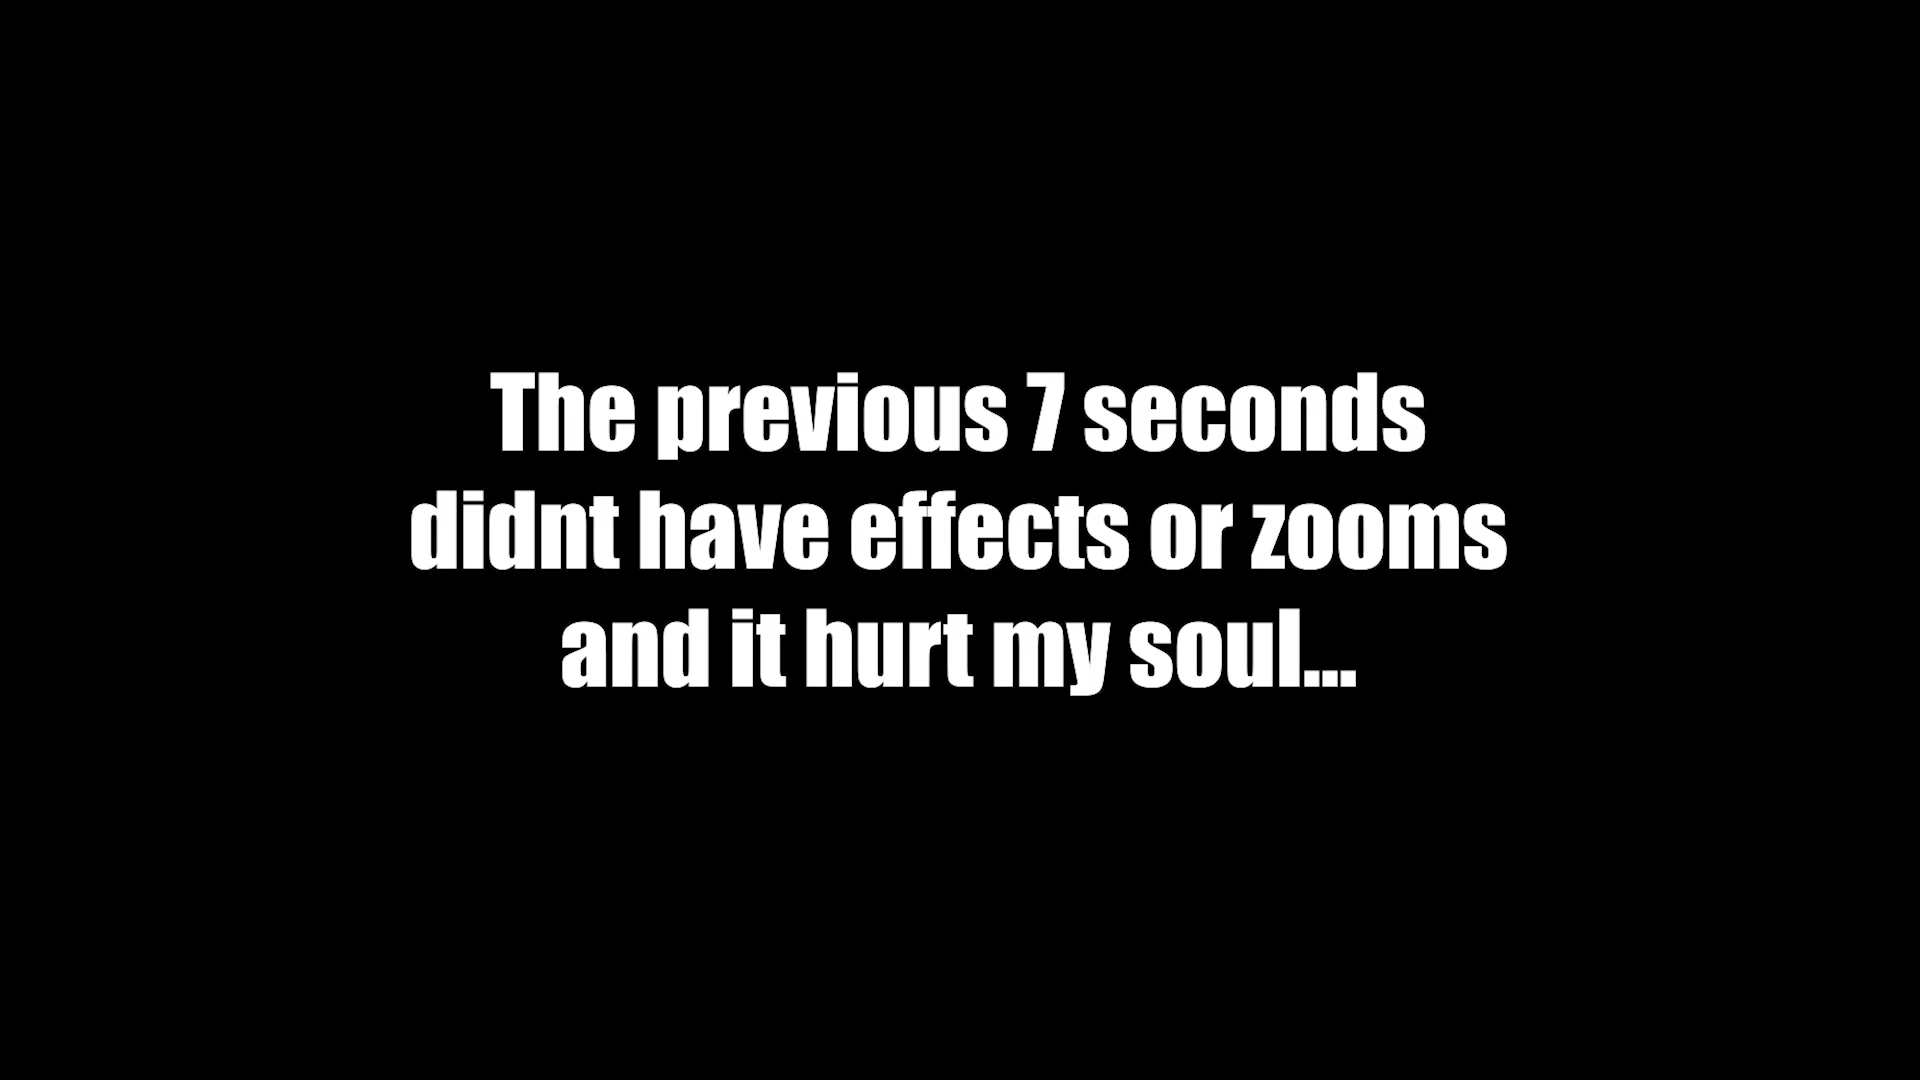 The previous 7 seconds
didnt have effects or zooms
and it hurt my soul...